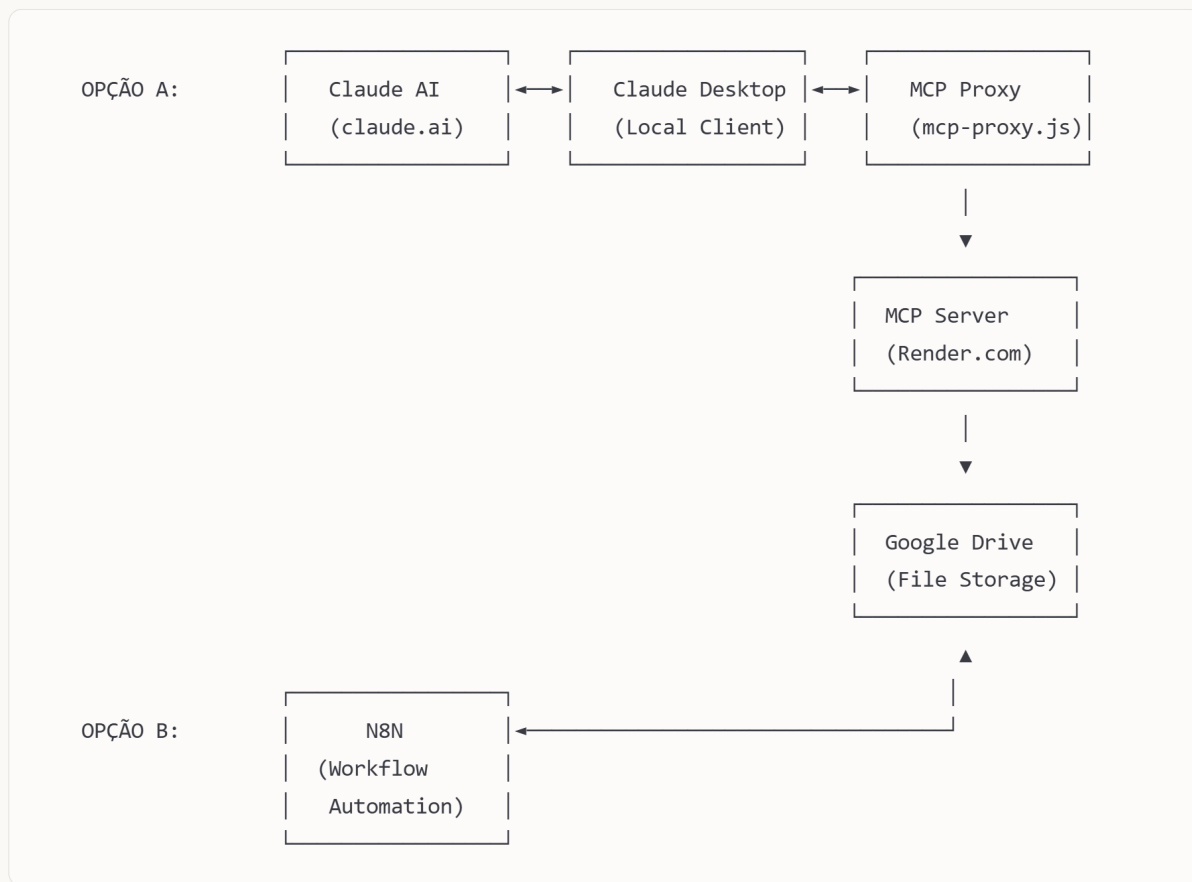 OPÇÃO A:
Claude AI
(claude.ai)
Claude Desktop
(Local Client)
MCP Proxy
(mcp-proxy.js)
MCP Server
(Render.com)
Google Drive
(File Storage)
OPÇÃO B:
N8N
(Workflow
Automation)